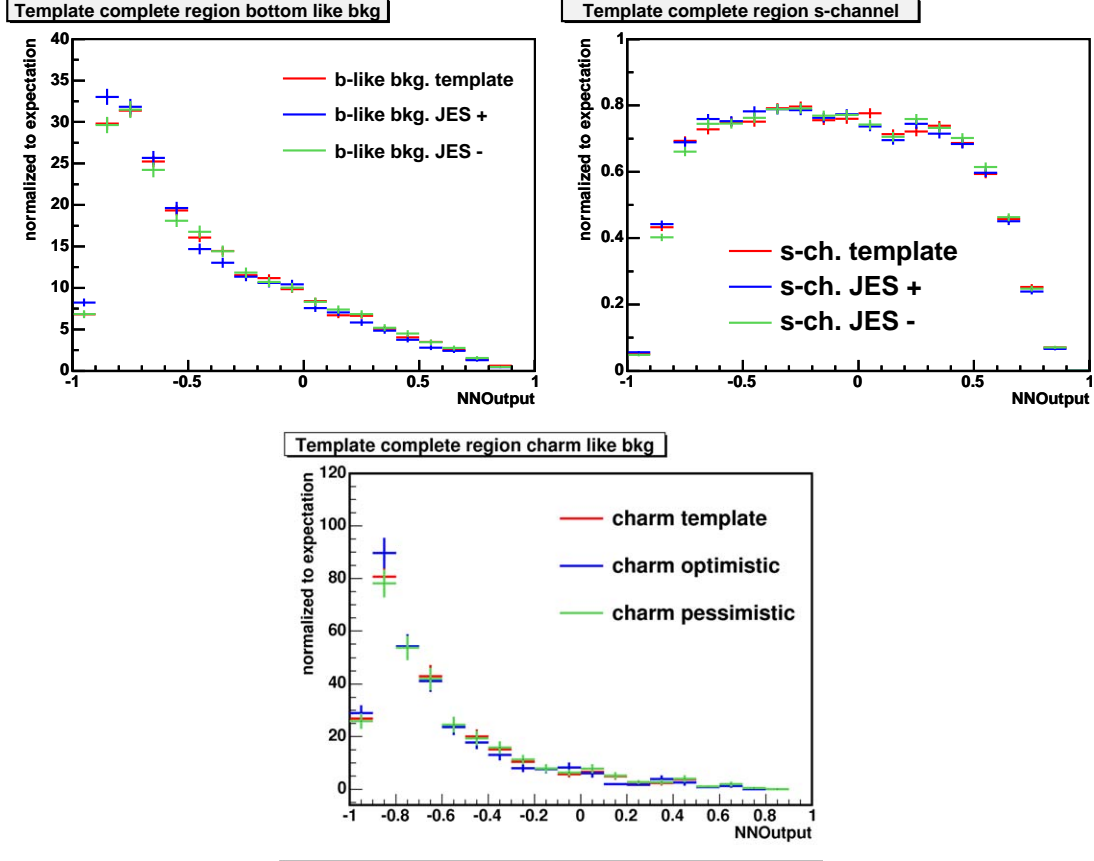 Template complete region bottom like bkg
normalized to expectation
40
35
30
25
20
15
10
5
0
b-like bkg. template
b-like bkg. JES +
b-like bkg. JES -
-1 -0.5 0 0.5 1
NNOutput
Template complete region s-channel
normalized to expectation
1
0.8
0.6
0.4
0.2
0
s-ch. template
s-ch. JES +
s-ch. JES -
-1 -0.5 0 0.5 1
NNOutput
Template complete region charm like bkg
normalized to expectation
120
100
80
60
40
20
0
charm template
charm optimistic
charm pessimistic
-1 -0.8 -0.6 -0.4 -0.2 0 0.2 0.4 0.6 0.8 1
NNOutput